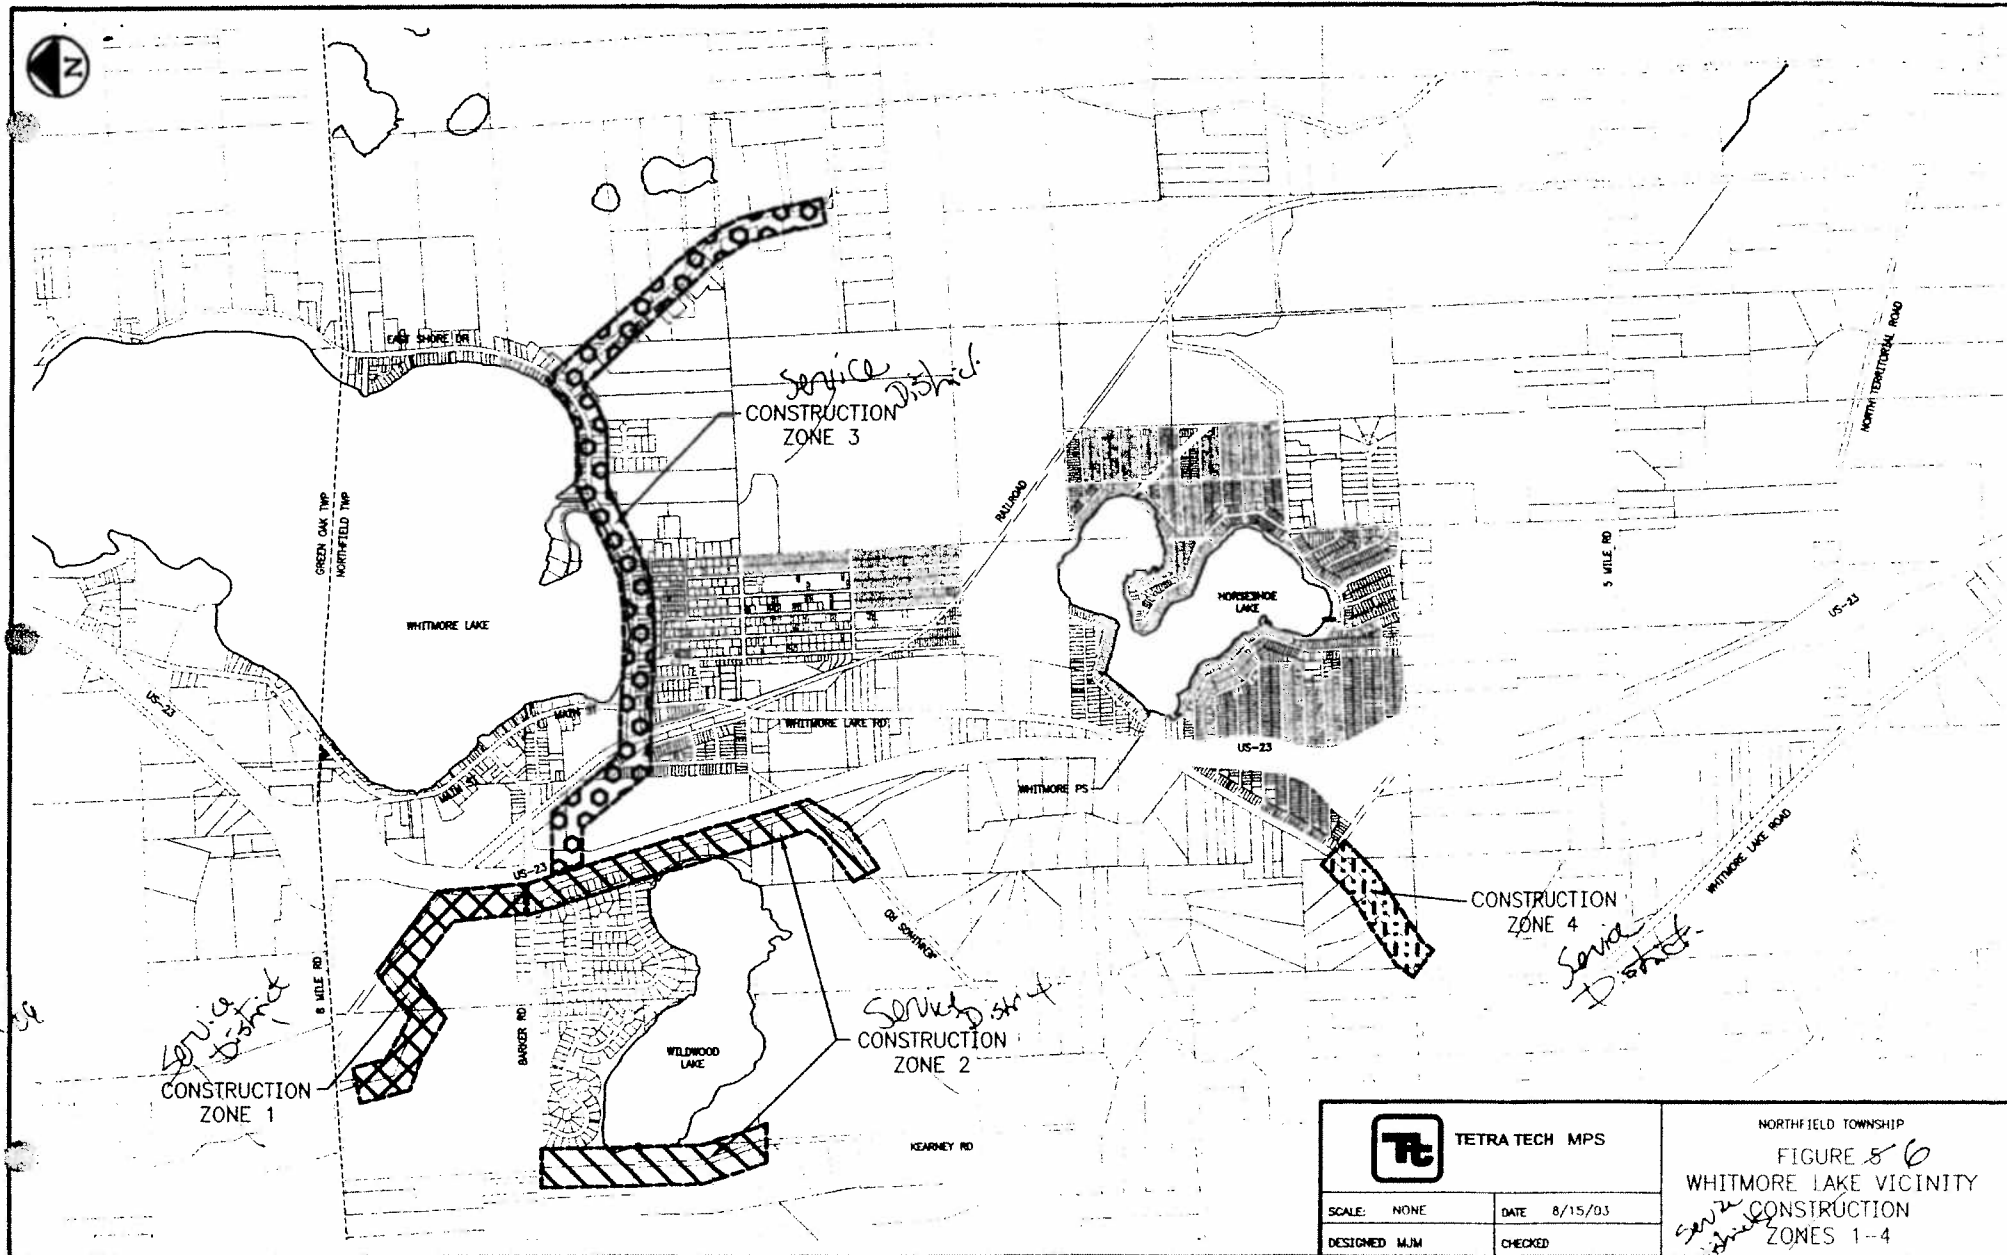 N
EAST SHORE DR
Service
District
CONSTRUCTION
ZONE 3
NORTH TERRITORIAL ROAD
RAILROAD
GREEN OAK TWP
NORTHFIELD TWP
5 MILE RD
HORSESHOE
LAKE
US-23
WHITMORE LAKE
US-23
MAIN ST
WHITMORE LAKE RD
US-23
MAIN ST
WHITMORE PS
WHITMORE LAKE ROAD
US-23
CONSTRUCTION
ZONE 4
Service
District
JENNINGS RD
8 MILE RD
Service
District
BARKER RD
Service District
CONSTRUCTION
ZONE 2
WILDWOOD
LAKE
CONSTRUCTION
ZONE 1
KEARNEY RD
TETRA TECH MPS
SCALE: NONE
DATE 8/15/03
DESIGNED MJM
CHECKED
NORTHFIELD TOWNSHIP
FIGURE 5 6
WHITMORE LAKE VICINITY
Service
Districts
CONSTRUCTION
ZONES 1-4